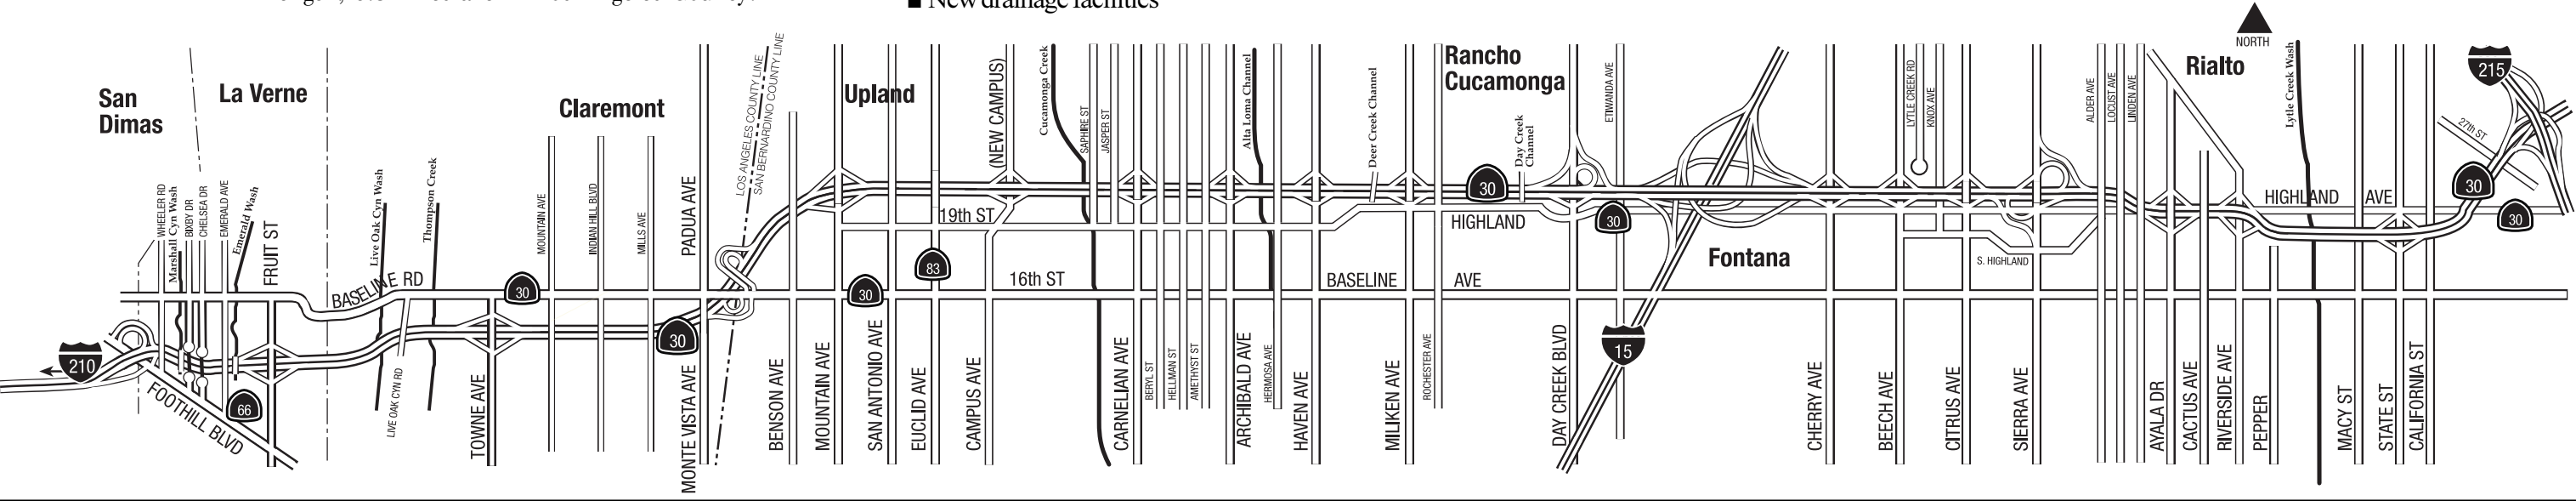 ■ New drainage facilities
San
Dimas
La Verne
Claremont
Upland
Rancho
Cucamonga
Fontana
Rialto
NORTH
LOS ANGELES COUNTY LINE
SAN BERNARDINO COUNTY LINE
WHEELER RD
Marshall Cyn Wash
BIXBY DR
CHELSEA DR
EMERALD AVE
Emerald Wash
FRUIT ST
Live Oak Cyn Wash
Thompson Creek
MOUNTAIN AVE
INDIAN HILL BLVD
MILLS AVE
PADUA AVE
(NEW CAMPUS)
Cucamonga Creek
SAPHIRE ST
JASPER ST
Alta Loma Channel
Deer Creek Channel
Day Creek
Channel
ETIWANDA AVE
LYTLE CREEK RD
KNOX AVE
ALDER AVE
LOCUST AVE
LINDEN AVE
Lytle Creek Wash
215
27th ST
30
30
30
30
HIGHLAND AVE
19th ST
HIGHLAND
S. HIGHLAND
83
BASELINE RD
30
30
16th ST
BASELINE AVE
210
66
30
15
FOOTHILL BLVD
LIVE OAK CYN RD
TOWNE AVE
MONTE VISTA AVE
BENSON AVE
MOUNTAIN AVE
SAN ANTONIO AVE
EUCLID AVE
CAMPUS AVE
CARNELIAN AVE
BERYL ST
HELLMAN ST
AMETHYST ST
ARCHIBALD AVE
HERMOSA AVE
HAVEN AVE
MILIKEN AVE
ROCHESTER AVE
DAY CREEK BLVD
CHERRY AVE
BEECH AVE
CITRUS AVE
SIERRA AVE
AYALA DR
CACTUS AVE
RIVERSIDE AVE
PEPPER
MACY ST
STATE ST
CALIFORNIA ST